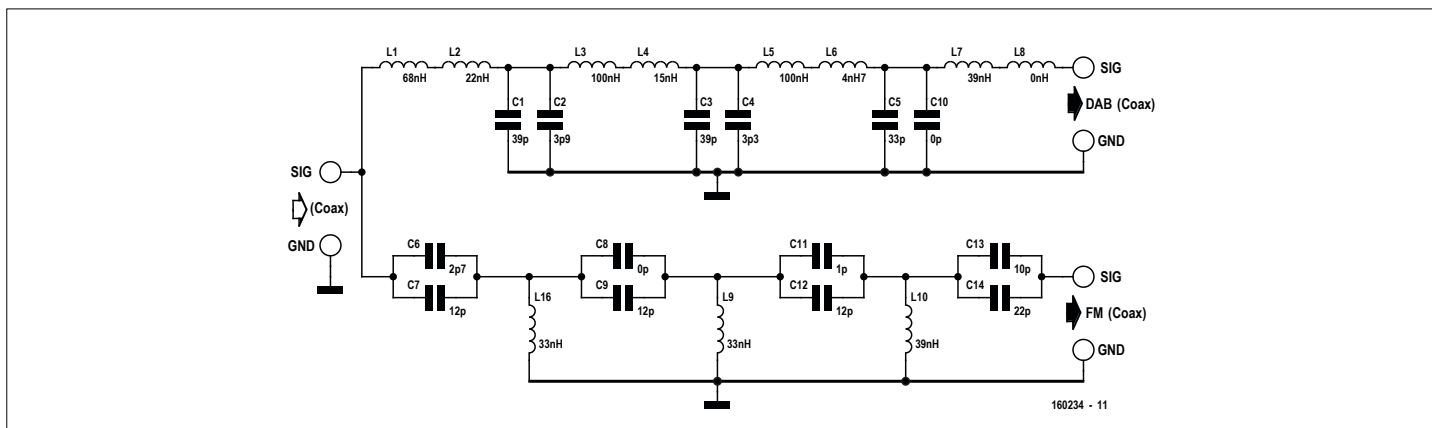 L1 L2 L3 L4 L5 L6 L7 L8
68nH 22nH 100nH 15nH 100nH 4nH7 39nH 0nH
SIG
DAB (Coax)
C1 C2 C3 C4 C5 C10
39p 3p9 39p 3p3 33p 0p
GND
SIG
(Coax)
GND
C6 C8 C11 C13
2p7 0p 1p 10p
SIG
C7 C9 C12 C14
12p 12p 12p 22p
L16 L9 L10
FM (Coax)
33nH 33nH 39nH
GND
160234 - 11